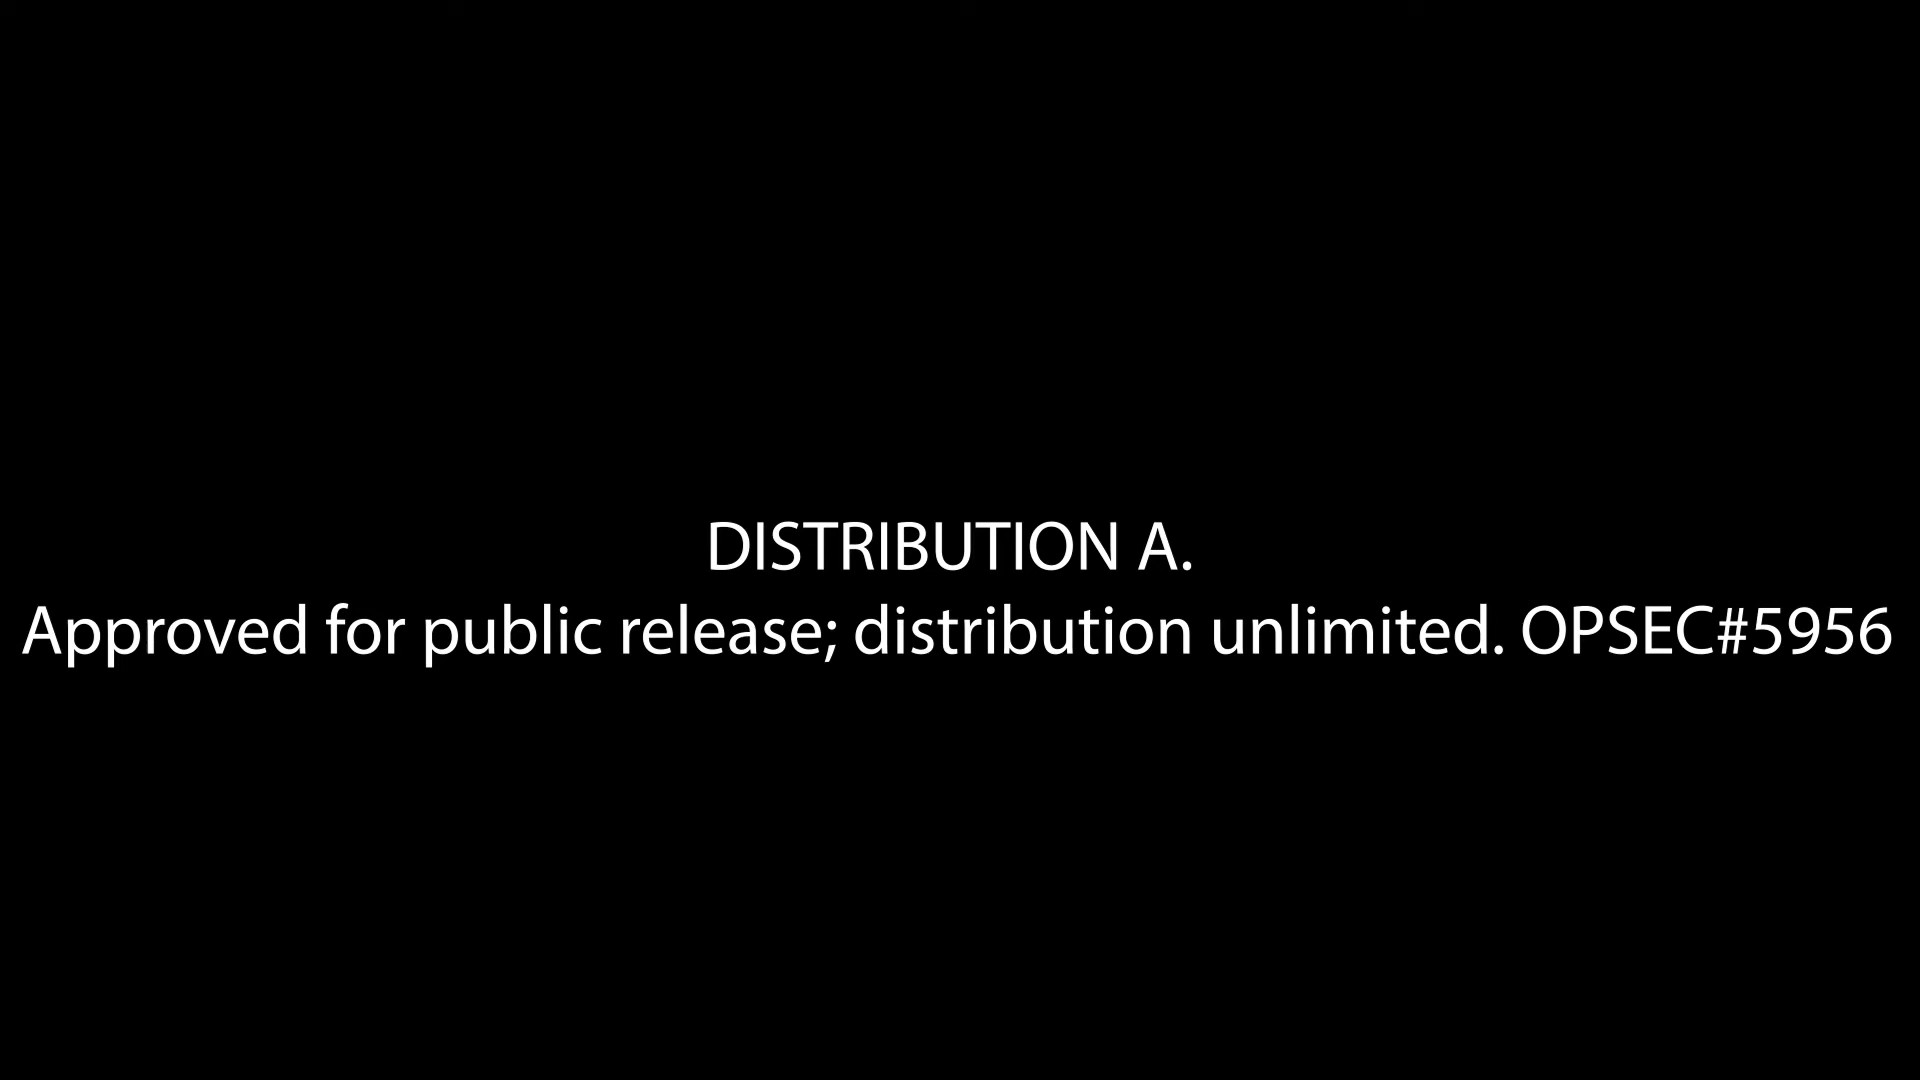 DISTRIBUTION A.
Approved for public release; distribution unlimited. OPSEC#5956